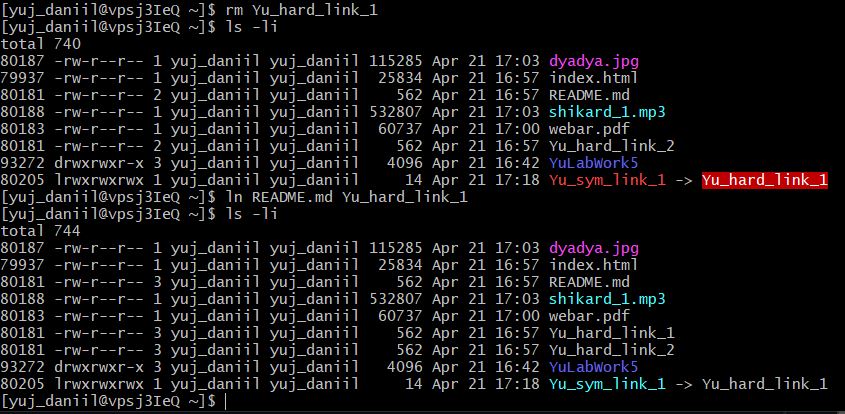 [yuj_daniil@vpsj3IeQ ~]$ rm Yu_hard_link_1
[yuj_daniil@vpsj3IeQ ~]$ ls -li
total 740
80187 -rw-r--r-- 1 yuj_daniil yuj_daniil 115285 Apr 21 17:03 dyadya.jpg
79937 -rw-r--r-- 1 yuj_daniil yuj_daniil  25834 Apr 21 16:57 index.html
80181 -rw-r--r-- 2 yuj_daniil yuj_daniil    562 Apr 21 16:57 README.md
80188 -rw-r--r-- 1 yuj_daniil yuj_daniil 532807 Apr 21 17:03 shikard_1.mp3
80183 -rw-r--r-- 1 yuj_daniil yuj_daniil  60737 Apr 21 17:00 webar.pdf
80181 -rw-r--r-- 2 yuj_daniil yuj_daniil    562 Apr 21 16:57 Yu_hard_link_2
93272 drwxrwxr-x 3 yuj_daniil yuj_daniil   4096 Apr 21 16:42 YuLabWork5
80205 lrwxrwxrwx 1 yuj_daniil yuj_daniil     14 Apr 21 17:18 Yu_sym_link_1 -> Yu_hard_link_1
[yuj_daniil@vpsj3IeQ ~]$ ln README.md Yu_hard_link_1
[yuj_daniil@vpsj3IeQ ~]$ ls -li
total 744
80187 -rw-r--r-- 1 yuj_daniil yuj_daniil 115285 Apr 21 17:03 dyadya.jpg
79937 -rw-r--r-- 1 yuj_daniil yuj_daniil  25834 Apr 21 16:57 index.html
80181 -rw-r--r-- 3 yuj_daniil yuj_daniil    562 Apr 21 16:57 README.md
80188 -rw-r--r-- 1 yuj_daniil yuj_daniil 532807 Apr 21 17:03 shikard_1.mp3
80183 -rw-r--r-- 1 yuj_daniil yuj_daniil  60737 Apr 21 17:00 webar.pdf
80181 -rw-r--r-- 3 yuj_daniil yuj_daniil    562 Apr 21 16:57 Yu_hard_link_1
80181 -rw-r--r-- 3 yuj_daniil yuj_daniil    562 Apr 21 16:57 Yu_hard_link_2
93272 drwxrwxr-x 3 yuj_daniil yuj_daniil   4096 Apr 21 16:42 YuLabWork5
80205 lrwxrwxrwx 1 yuj_daniil yuj_daniil     14 Apr 21 17:18 Yu_sym_link_1 -> Yu_hard_link_1
[yuj_daniil@vpsj3IeQ ~]$